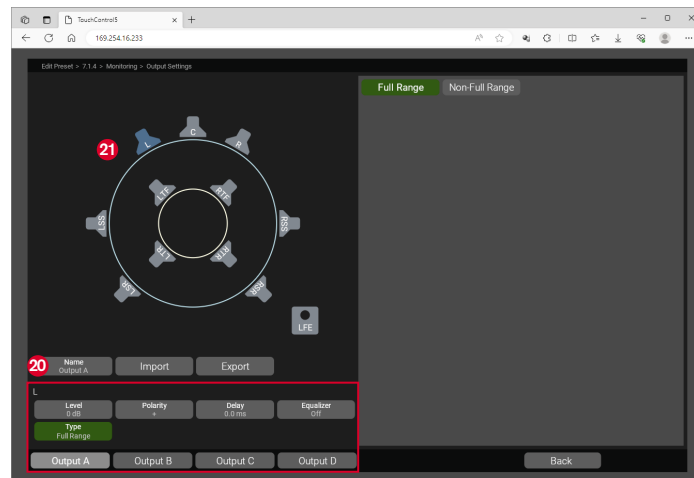 TouchControl5
169.254.16.233
Edit Preset > 7.1.4 > Monitoring > Output Settings
Full Range
Non-Full Range
C
L
R
21
LTF
RTF
LSS
RSS
LTR
RTR
LSR
RSR
LFE
20
Name
Output A
Import
Export
L
Level
0 dB
Polarity
+
Delay
0.0 ms
Equalizer
Off
Type
Full Range
Output A
Output B
Output C
Output D
Back